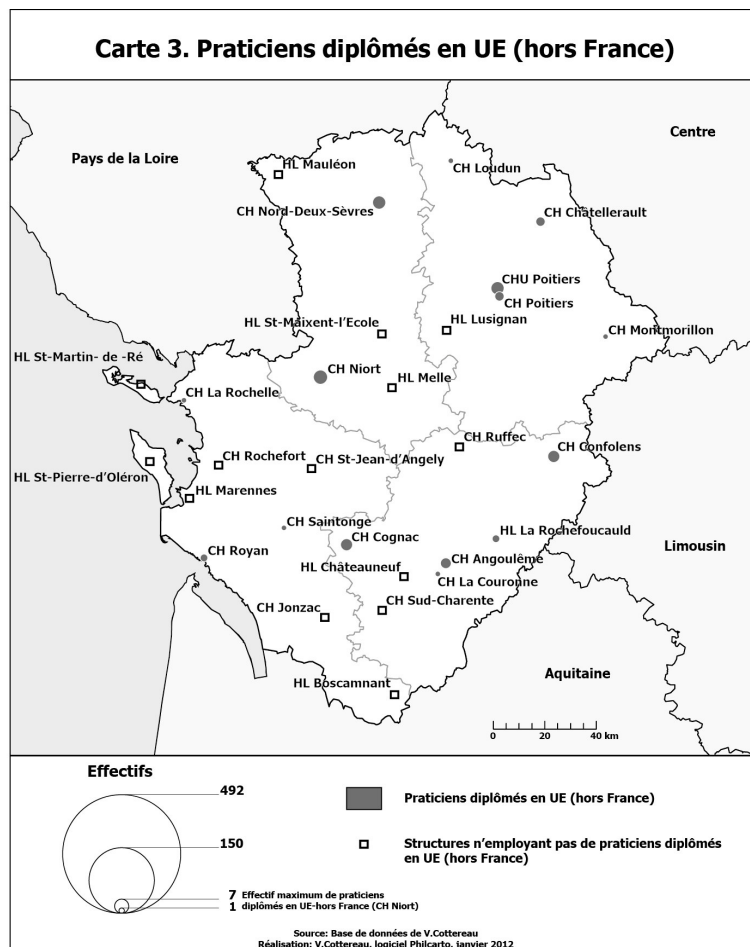 Carte 3. Praticiens diplômés en UE (hors France)
Centre
Pays de la Loire
HL Mauléon
CH Loudun
CH Nord-Deux-Sèvres
CH Châtellerault
CHU Poitiers
CH Poitiers
HL St-Maixent-l'Ecole
HL Lusignan
CH Montmorillon
HL St-Martin- de -Ré
CH Niort
HL Melle
CH La Rochelle
CH Ruffec
CH Confolens
CH Rochefort
CH St-Jean-d'Angely
HL St-Pierre-d'Oléron
HL Marennes
CH Saintonge
CH Cognac
HL La Rochefoucauld
Limousin
CH Royan
CH Angoulême
HL Châteauneuf
CH La Couronne
CH Jonzac
CH Sud-Charente
Aquitaine
HL Boscamnant
0 20 40 km
Effectifs
492
150
7 Effectif maximum de praticiens
1 diplômés en UE-hors France (CH Niort)
Praticiens diplômés en UE (hors France)
Structures n'employant pas de praticiens diplômés
en UE (hors France)
Source: Base de données de V.Cottereau
Réalisation: V.Cottereau, logiciel Philcarto, janvier 2012